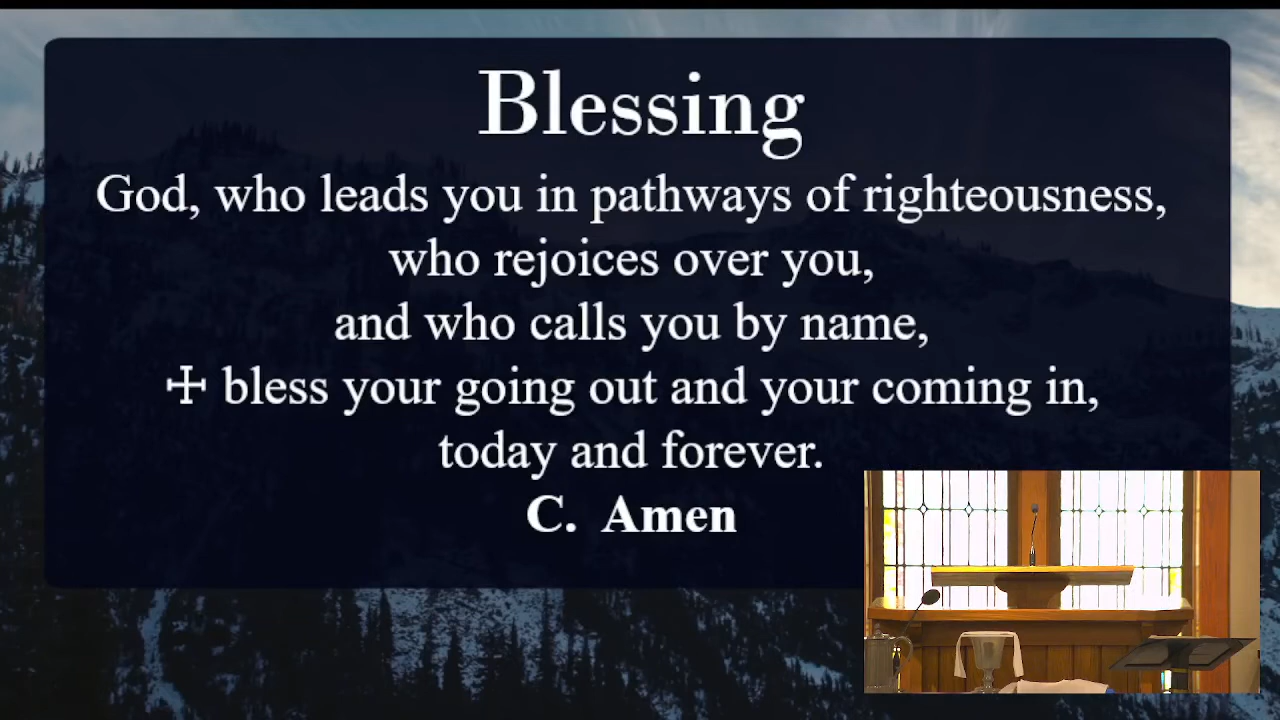 Blessing
God, who leads you in pathways of righteousness,
who rejoices over you,
and who calls you by name,
☩ bless your going out and your coming in,
today and forever.
C. Amen